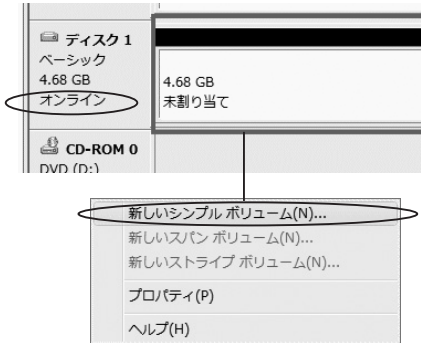 ディスク 1
ベーシック
4.68 GB
オンライン
4.68 GB
未割り当て
CD-ROM 0
DVD (D:)
新しいシンプル ボリューム(N)...
新しいスパン ボリューム(N)...
新しいストライプ ボリューム(N)...
プロパティ(P)
ヘルプ(H)